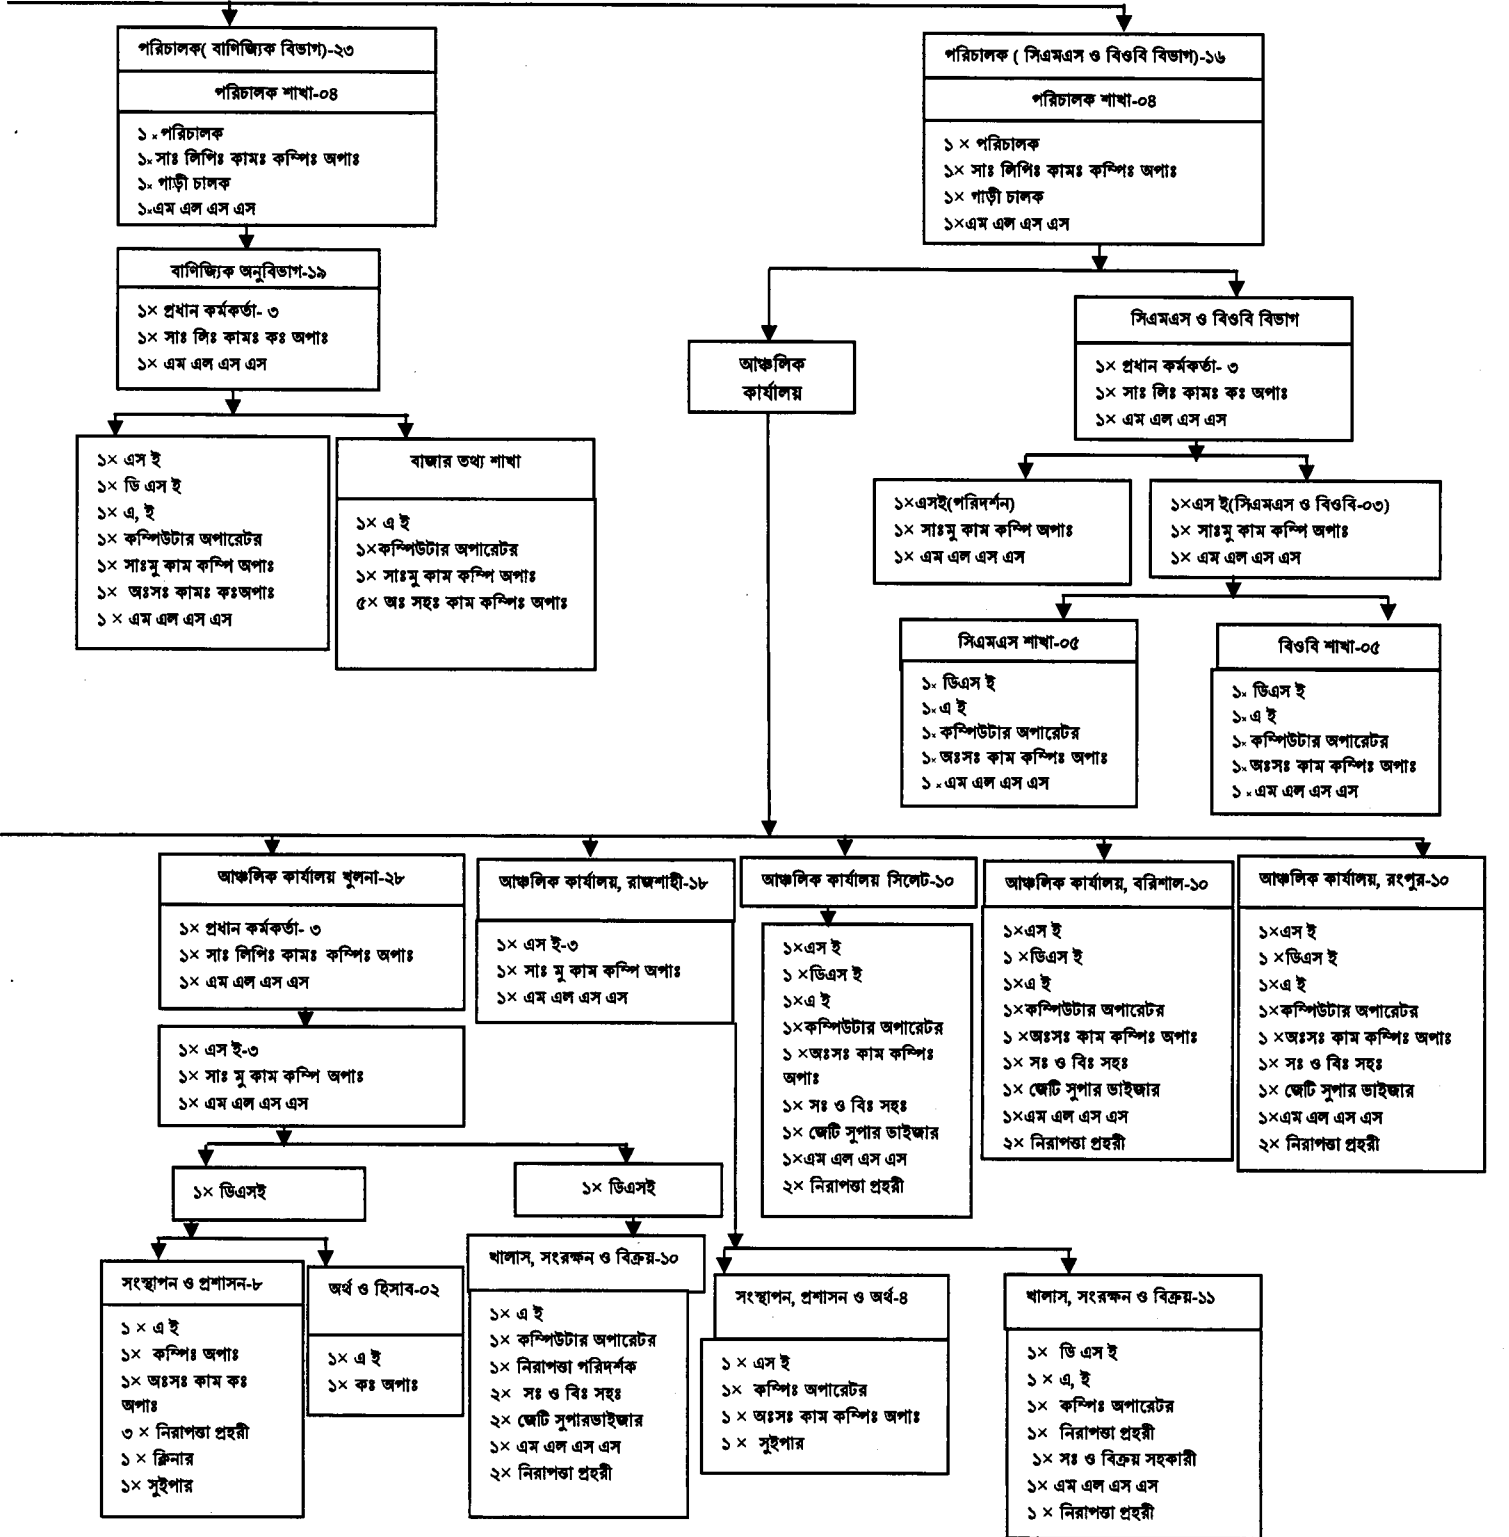 পরিচালক( বাণিজ্যিক বিভাগ)-২৩
পরিচালক শাখা-০৪
১ × পরিচালক
১× সাঃ লিপিঃ কামঃ কম্পিঃ অপাঃ
১× গাড়ী চালক
১×এম এল এস এস
বাণিজ্যিক অনুবিভাগ-১৯
১× প্রধান কর্মকর্তা- ৩
১× সাঃ লিঃ কামঃ কঃ অপাঃ
১× এম এল এস এস
১× এস ই
১× ডি এস ই
১× এ, ই
১× কম্পিউটার অপারেটর
১× সাঃমু কাম কম্পি অপাঃ
১× অঃসঃ কামঃ কঃঅপাঃ
১ × এম এল এস এস
বাজার তথ্য শাখা
১× এ ই
১×কম্পিউটার অপারেটর
১× সাঃমু কাম কম্পি অপাঃ
৫× অঃ সহঃ কাম কম্পিঃ অপাঃ
পরিচালক ( সিএমএস ও বিওবি বিভাগ)-১৬
পরিচালক শাখা-০৪
১ × পরিচালক
১× সাঃ লিপিঃ কামঃ কম্পিঃ অপাঃ
১× গাড়ী চালক
১×এম এল এস এস
আঞ্চলিক
কার্যালয়
সিএমএস ও বিওবি বিভাগ
১× প্রধান কর্মকর্তা- ৩
১× সাঃ লিঃ কামঃ কঃ অপাঃ
১× এম এল এস এস
১×এসই(পরিদর্শন)
১× সাঃমু কাম কম্পি অপাঃ
১× এম এল এস এস
১×এস ই(সিএমএস ও বিওবি-০৩)
১× সাঃমু কাম কম্পি অপাঃ
১× এম এল এস এস
সিএমএস শাখা-০৫
১× ডিএস ই
১× এ ই
১× কম্পিউটার অপারেটর
১× অঃসঃ কাম কম্পিঃ অপাঃ
১ × এম এল এস এস
বিওবি শাখা-০৫
১× ডিএস ই
১× এ ই
১× কম্পিউটার অপারেটর
১× অঃসঃ কাম কম্পিঃ অপাঃ
১ × এম এল এস এস
আঞ্চলিক কার্যালয় খুলনা-২৮
১× প্রধান কর্মকর্তা- ৩
১× সাঃ লিপিঃ কামঃ কম্পিঃ অপাঃ
১× এম এল এস এস
১× এস ই-৩
১× সাঃ মু কাম কম্পি অপাঃ
১× এম এল এস এস
১× ডিএসই
১× ডিএসই
সংস্থাপন ও প্রশাসন-৮
১ × এ ই
১× কম্পিঃ অপাঃ
১× অঃসঃ কাম কঃ
অপাঃ
৩ × নিরাপত্তা প্রহরী
১ × ক্লিনার
১× সুইপার
অর্থ ও হিসাব-০২
১× এ ই
১× কঃ অপাঃ
খালাস, সংরক্ষন ও বিক্রয়-১০
১× এ ই
১× কম্পিউটার অপারেটর
১× নিরাপত্তা পরিদর্শক
২× সঃ ও বিঃ সহঃ
২× জেটি সুপারভাইজার
১× এম এল এস এস
২× নিরাপত্তা প্রহরী
আঞ্চলিক কার্যালয়, রাজশাহী-১৮
১× এস ই-৩
১× সাঃ মু কাম কম্পি অপাঃ
১× এম এল এস এস
সংস্থাপন, প্রশাসন ও অর্থ-৪
১ × এস ই
১× কম্পিঃ অপারেটর
১ × অঃসঃ কাম কম্পিঃ অপাঃ
১ × সুইপার
খালাস, সংরক্ষন ও বিক্রয়-১১
১× ডি এস ই
১ × এ, ই
১× কম্পিঃ অপারেটর
১× নিরাপত্তা প্রহরী
১× সঃ ও বিক্রয় সহকারী
১× এম এল এস এস
১ × নিরাপত্তা প্রহরী
আঞ্চলিক কার্যালয় সিলেট-১০
১×এস ই
১ ×ডিএস ই
১×এ ই
১×কম্পিউটার অপারেটর
১ ×অঃসঃ কাম কম্পিঃ
অপাঃ
১× সঃ ও বিঃ সহঃ
১× জেটি সুপার ভাইজার
১×এম এল এস এস
২× নিরাপত্তা প্রহরী
আঞ্চলিক কার্যালয়, বরিশাল-১০
১×এস ই
১ ×ডিএস ই
১×এ ই
১×কম্পিউটার অপারেটর
১ ×অঃসঃ কাম কম্পিঃ অপাঃ
১× সঃ ও বিঃ সহঃ
১× জেটি সুপার ভাইজার
১×এম এল এস এস
২× নিরাপত্তা প্রহরী
আঞ্চলিক কার্যালয়, রংপুর-১০
১×এস ই
১ ×ডিএস ই
১×এ ই
১×কম্পিউটার অপারেটর
১ ×অঃসঃ কাম কম্পিঃ অপাঃ
১× সঃ ও বিঃ সহঃ
১× জেটি সুপার ভাইজার
১×এম এল এস এস
২× নিরাপত্তা প্রহরী